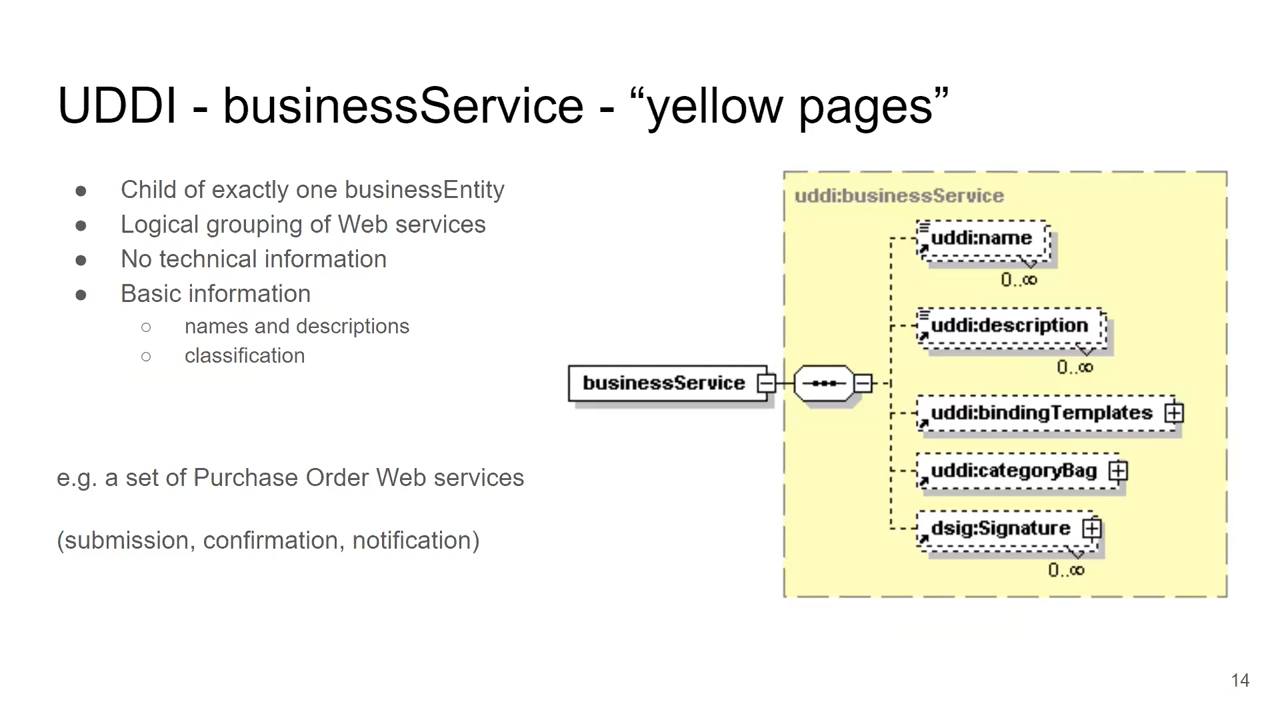 UDDI - businessService - “yellow pages”
● Child of exactly one businessEntity
● Logical grouping of Web services
● No technical information
● Basic information
○ names and descriptions
○ classification
e.g. a set of Purchase Order Web services
(submission, confirmation, notification)
uddi:businessService
uddi:name
0..∞
uddi:description
0..∞
businessService
uddi:bindingTemplates
uddi:categoryBag
dsig:Signature
0..∞
14